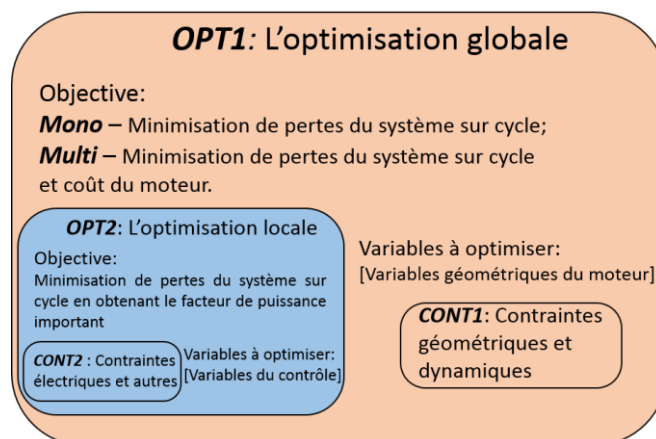 OPT1: L'optimisation globale
Objective:
Mono – Minimisation de pertes du système sur cycle;
Multi – Minimisation de pertes du système sur cycle
et coût du moteur.
OPT2: L'optimisation locale
Objective:
Minimisation de pertes du système sur
cycle en obtenant le facteur de puissance
important
CONT2 : Contraintes
électriques et autres
Variables à optimiser:
[Variables du contrôle]
Variables à optimiser:
[Variables géométriques du moteur]
CONT1: Contraintes
géométriques et
dynamiques